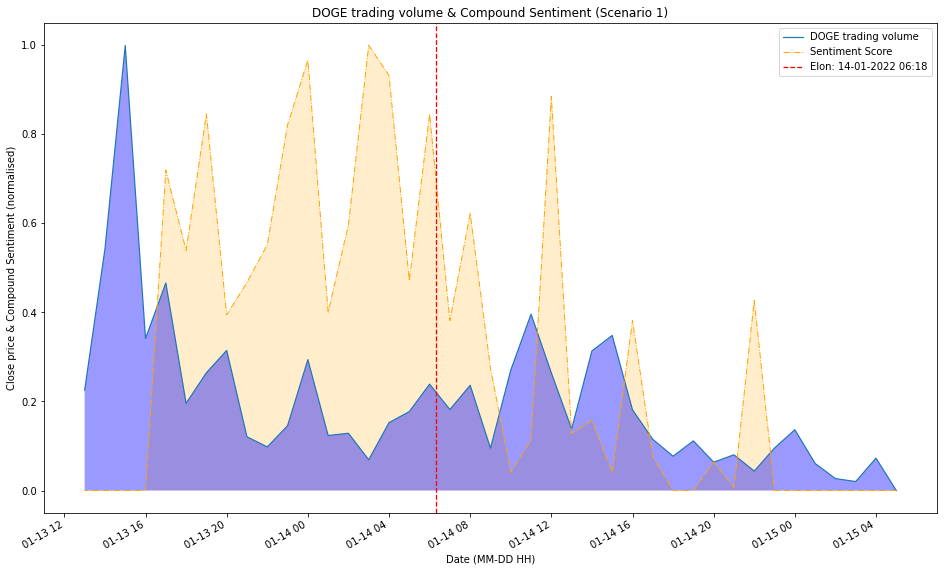 DOGE trading volume & Compound Sentiment (Scenario 1)
DOGE trading volume
Sentiment Score
Elon: 14-01-2022 06:18
Close price & Compound Sentiment (normalised)
1.0
0.8
0.6
0.4
0.2
0.0
01-13 12
01-13 16
01-13 20
01-14 00
01-14 04
01-14 08
01-14 12
01-14 16
01-14 20
01-15 00
01-15 04
Date (MM-DD HH)